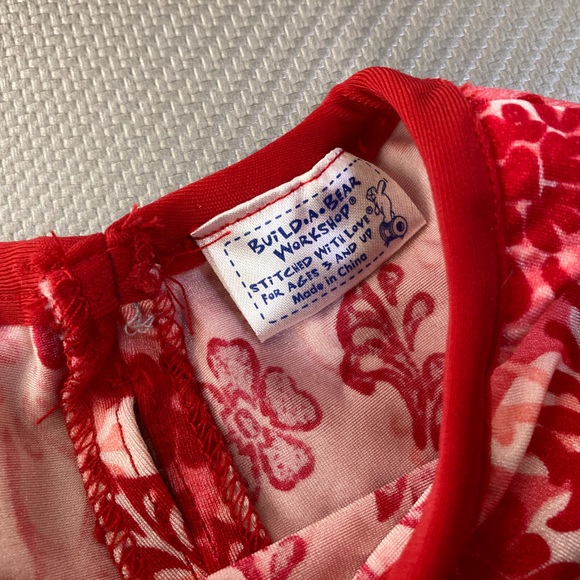 BUiLD•A•BEAR
WORKSHOP®
STiTCHED WiTH LOVE®
FOR AGES 3 AND UP
Made in China